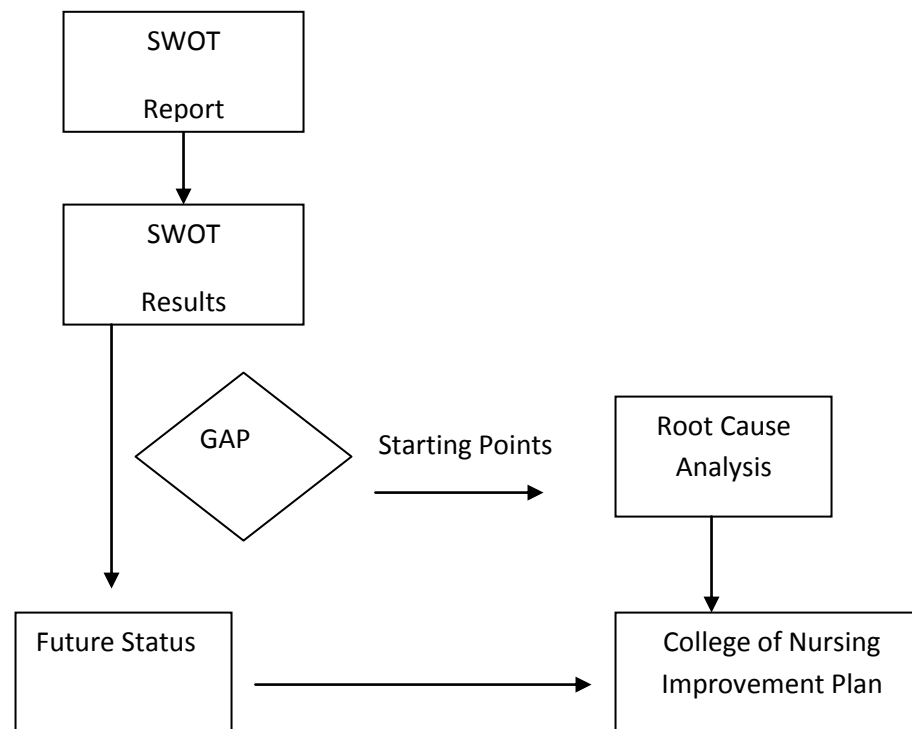 SWOT
Report
SWOT
Results
GAP
Starting Points
Root Cause
Analysis
Future Status
College of Nursing
Improvement Plan